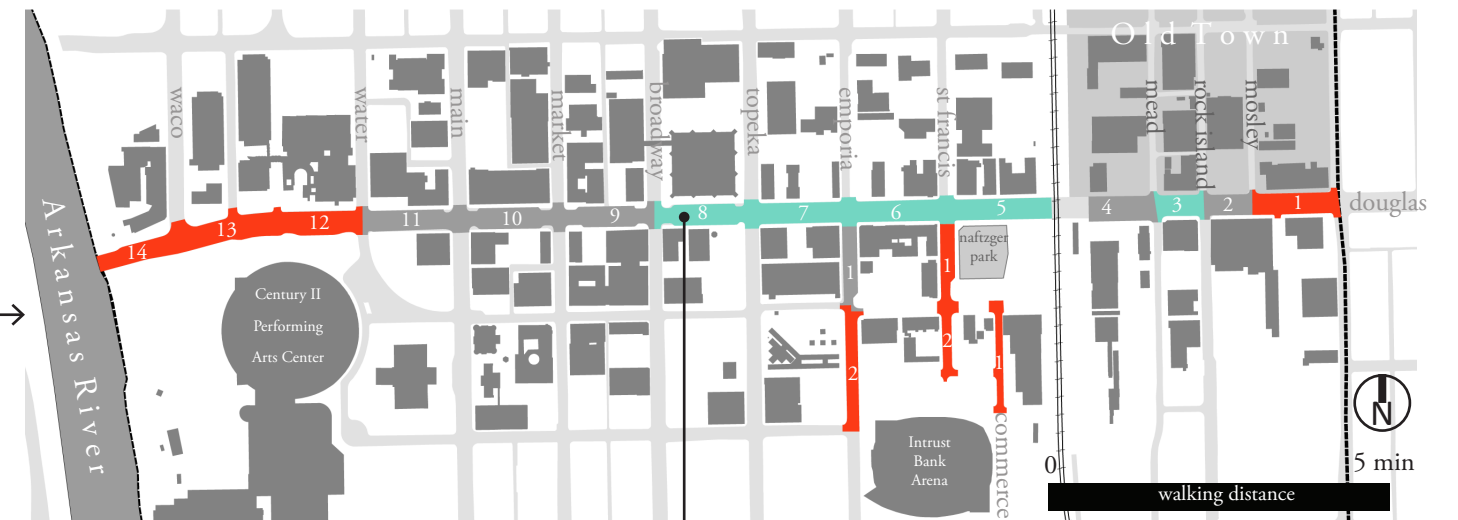 Old Town
waco
water
main
market
broadway
topeka
emporia
st francis
mead
rock island
mosley
14
13
12
11
10
9
8
7
6
5
4
3
2
1
douglas
Arkansas River
Century II
Performing
Arts Center
naftzger
park
1
2
1
2
1
commerce
Intrust
Bank
Arena
N
0
5 min
walking distance